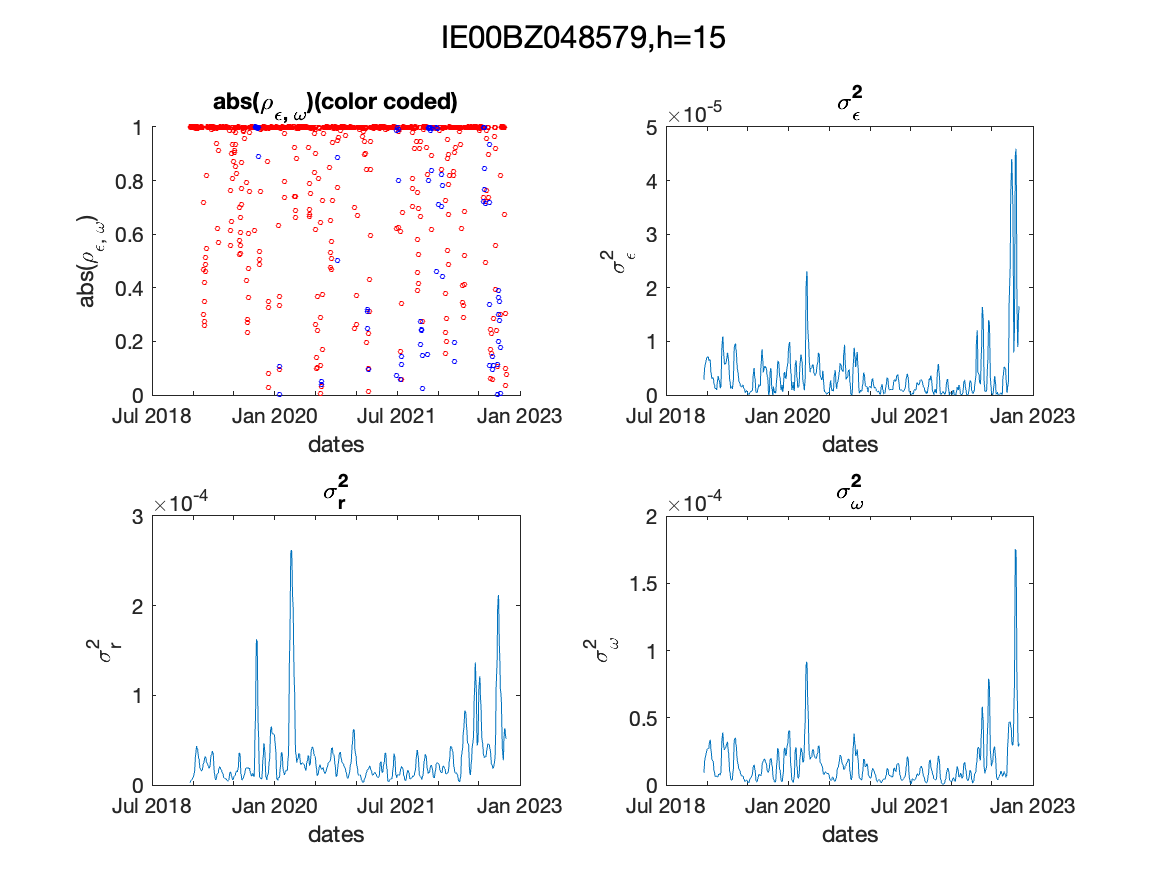 IE00BZ048579,h=15
abs(ρ_{ϵ, ω})(color coded)
abs(ρ_{ϵ, ω})
1
0.8
0.6
0.4
0.2
0
Jul 2018 Jan 2020 Jul 2021 Jan 2023
dates
σ²_ϵ
×10⁻⁵
σ²_ϵ
5
4
3
2
1
0
Jul 2018 Jan 2020 Jul 2021 Jan 2023
dates
σ²_r
×10⁻⁴
σ²_r
3
2
1
0
Jul 2018 Jan 2020 Jul 2021 Jan 2023
dates
σ²_ω
×10⁻⁴
σ²_ω
2
1.5
1
0.5
0
Jul 2018 Jan 2020 Jul 2021 Jan 2023
dates